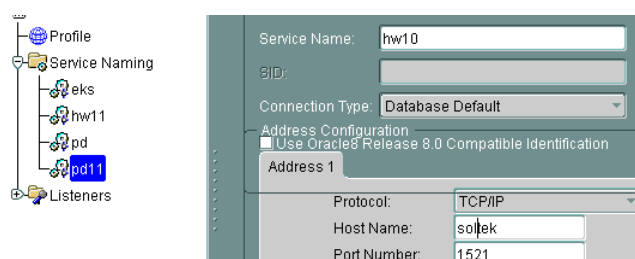 Profile
Service Naming
eks
hw11
pd
pd11
Listeners
Service Name: hw10
SID:
Connection Type: Database Default
Address Configuration
Use Oracle8 Release 8.0 Compatible Identification
Address 1
Protocol: TCP/IP
Host Name: soltek
Port Number: 1521